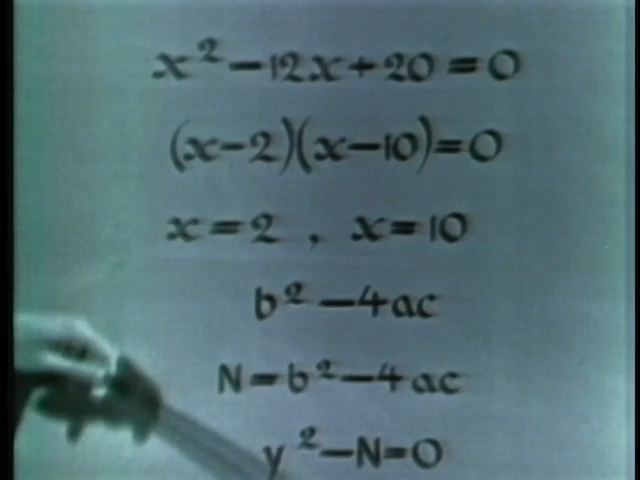 x² − 12x + 20 = 0
(x − 2)(x − 10) = 0
x = 2 , x = 10
b² − 4ac
N = b² − 4ac
y² − N = 0